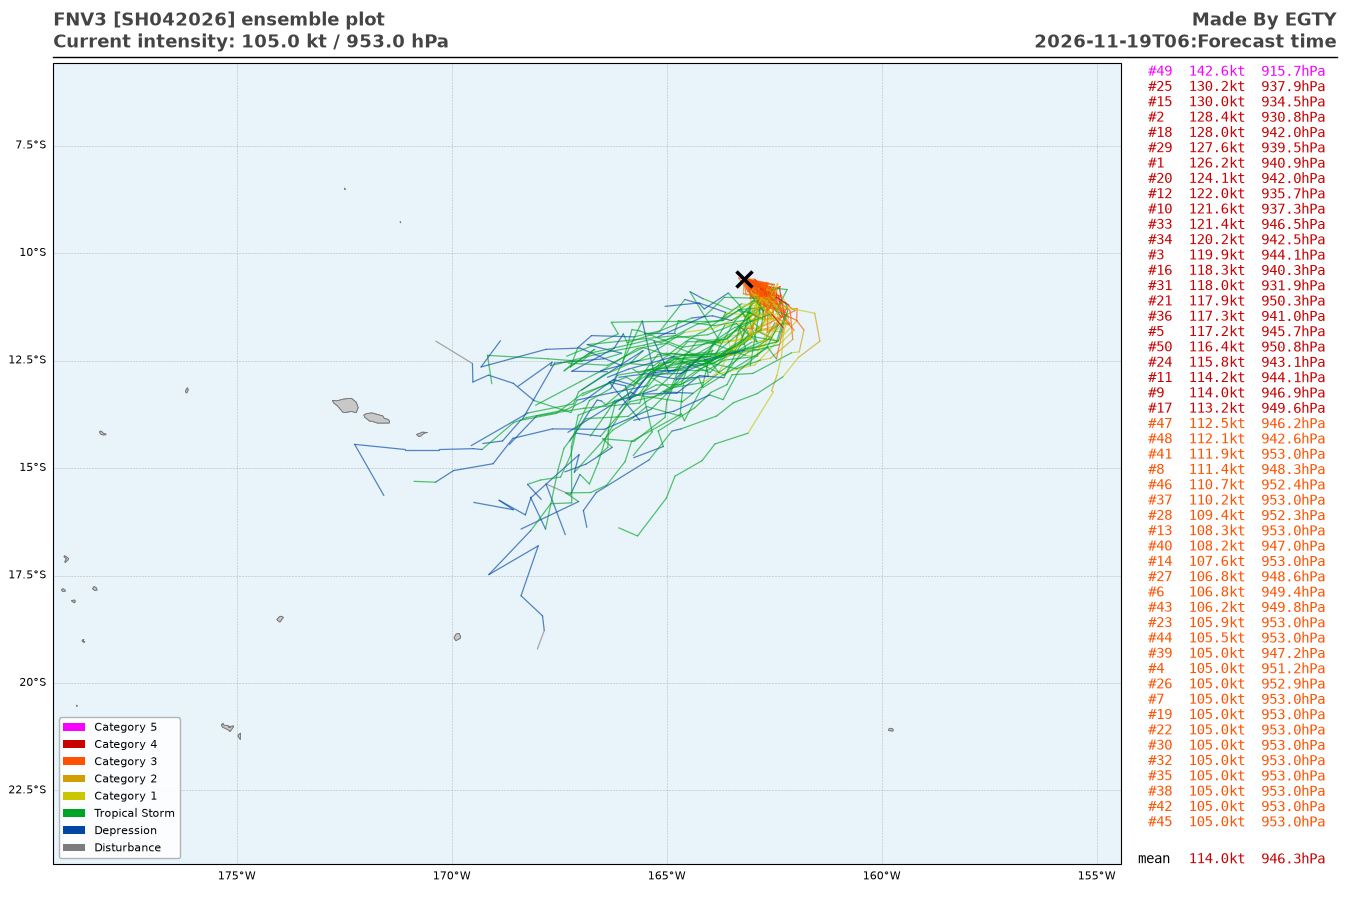 FNV3 [SH042026] ensemble plot
Current intensity: 105.0 kt / 953.0 hPa
Made By EGTY
2026-11-19T06:Forecast time
7.5°S
10°S
12.5°S
15°S
17.5°S
20°S
22.5°S
175°W
170°W
165°W
160°W
155°W
Category 5
Category 4
Category 3
Category 2
Category 1
Tropical Storm
Depression
Disturbance
#49 142.6kt 915.7hPa
#25 130.2kt 937.9hPa
#15 130.0kt 934.5hPa
#2 128.4kt 930.8hPa
#18 128.0kt 942.0hPa
#29 127.6kt 939.5hPa
#1 126.2kt 940.9hPa
#20 124.1kt 942.0hPa
#12 122.0kt 935.7hPa
#10 121.6kt 937.3hPa
#33 121.4kt 946.5hPa
#34 120.2kt 942.5hPa
#3 119.9kt 944.1hPa
#16 118.3kt 940.3hPa
#31 118.0kt 931.9hPa
#21 117.9kt 950.3hPa
#36 117.3kt 941.0hPa
#5 117.2kt 945.7hPa
#50 116.4kt 950.8hPa
#24 115.8kt 943.1hPa
#11 114.2kt 944.1hPa
#9 114.0kt 946.9hPa
#17 113.2kt 949.6hPa
#47 112.5kt 946.2hPa
#48 112.1kt 942.6hPa
#41 111.9kt 953.0hPa
#8 111.4kt 948.3hPa
#46 110.7kt 952.4hPa
#37 110.2kt 953.0hPa
#28 109.4kt 952.3hPa
#13 108.3kt 953.0hPa
#40 108.2kt 947.0hPa
#14 107.6kt 953.0hPa
#27 106.8kt 948.6hPa
#6 106.8kt 949.4hPa
#43 106.2kt 949.8hPa
#23 105.9kt 953.0hPa
#44 105.5kt 953.0hPa
#39 105.0kt 947.2hPa
#4 105.0kt 951.2hPa
#26 105.0kt 952.9hPa
#7 105.0kt 953.0hPa
#19 105.0kt 953.0hPa
#22 105.0kt 953.0hPa
#30 105.0kt 953.0hPa
#32 105.0kt 953.0hPa
#35 105.0kt 953.0hPa
#38 105.0kt 953.0hPa
#42 105.0kt 953.0hPa
#45 105.0kt 953.0hPa
mean 114.0kt 946.3hPa